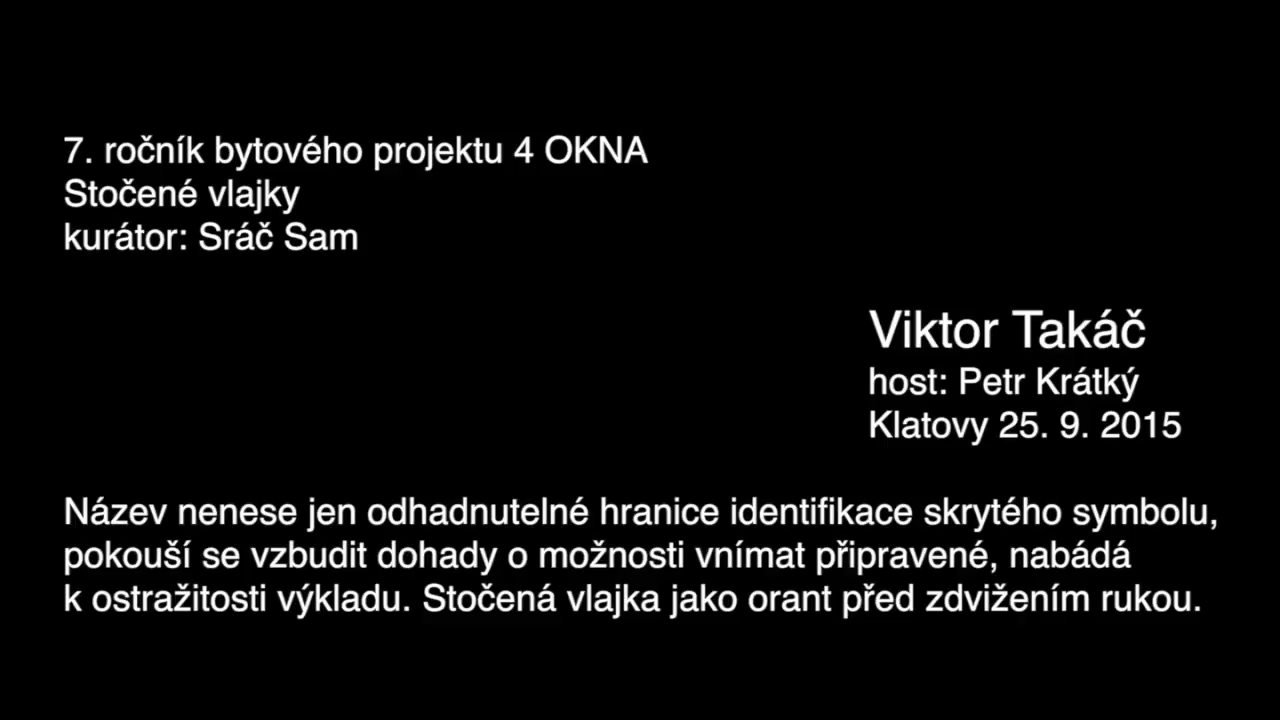 7. ročník bytového projektu 4 OKNA
Stočené vlajky
kurátor: Sráč Sam
Viktor Takáč
host: Petr Krátký
Klatovy 25. 9. 2015
Název nenese jen odhadnutelné hranice identifikace skrytého symbolu,
pokouší se vzbudit dohady o možnosti vnímat připravené, nabádá
k ostražitosti výkladu. Stočená vlajka jako orant před zdvižením rukou.